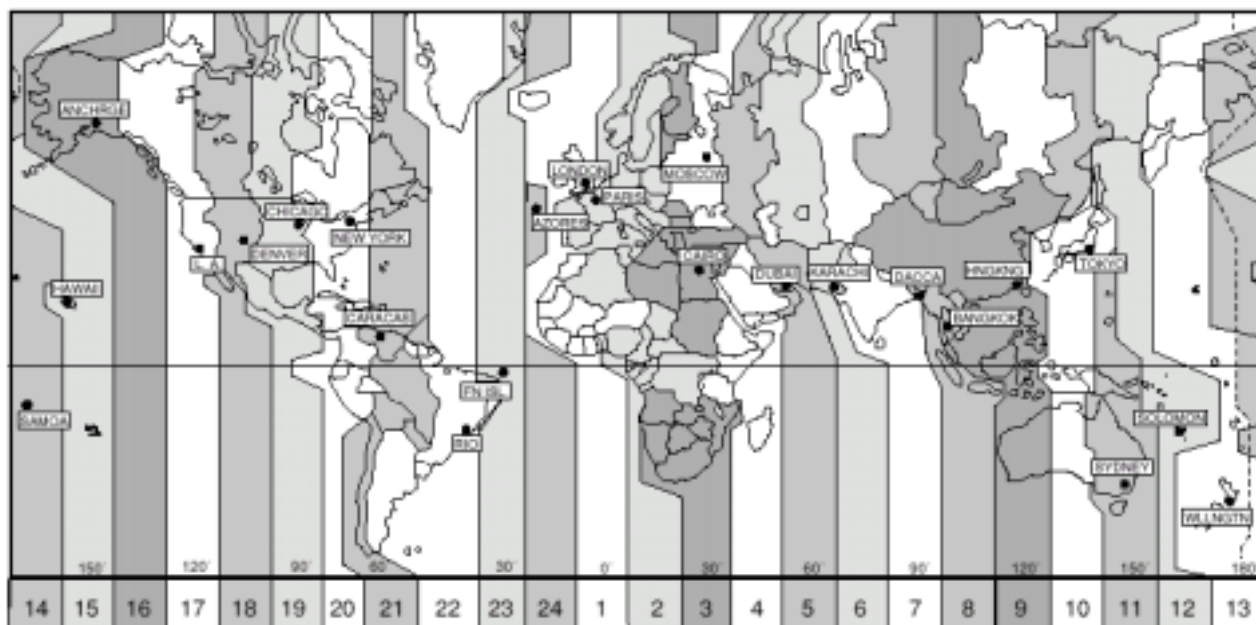 ANCHRGE
LONDON
MOSCOW
PARIS
CHICAGO
AZORES
NEW YORK
DENVER
L. A.
CAIRO
TOKYO
HAWAII
DUBAI
KARACHI
DACCA
HNGKNG
CARACAS
BANGKOK
FN.ISL.
SAMOA
RIO
SOLOMON
SYDNEY
WLLNGTN
150´ 120´ 90´ 60´ 30´ 0´ 30´ 60´ 90´ 120´ 150´ 180´
14 15 16 17 18 19 20 21 22 23 24 1 2 3 4 5 6 7 8 9 10 11 12 13